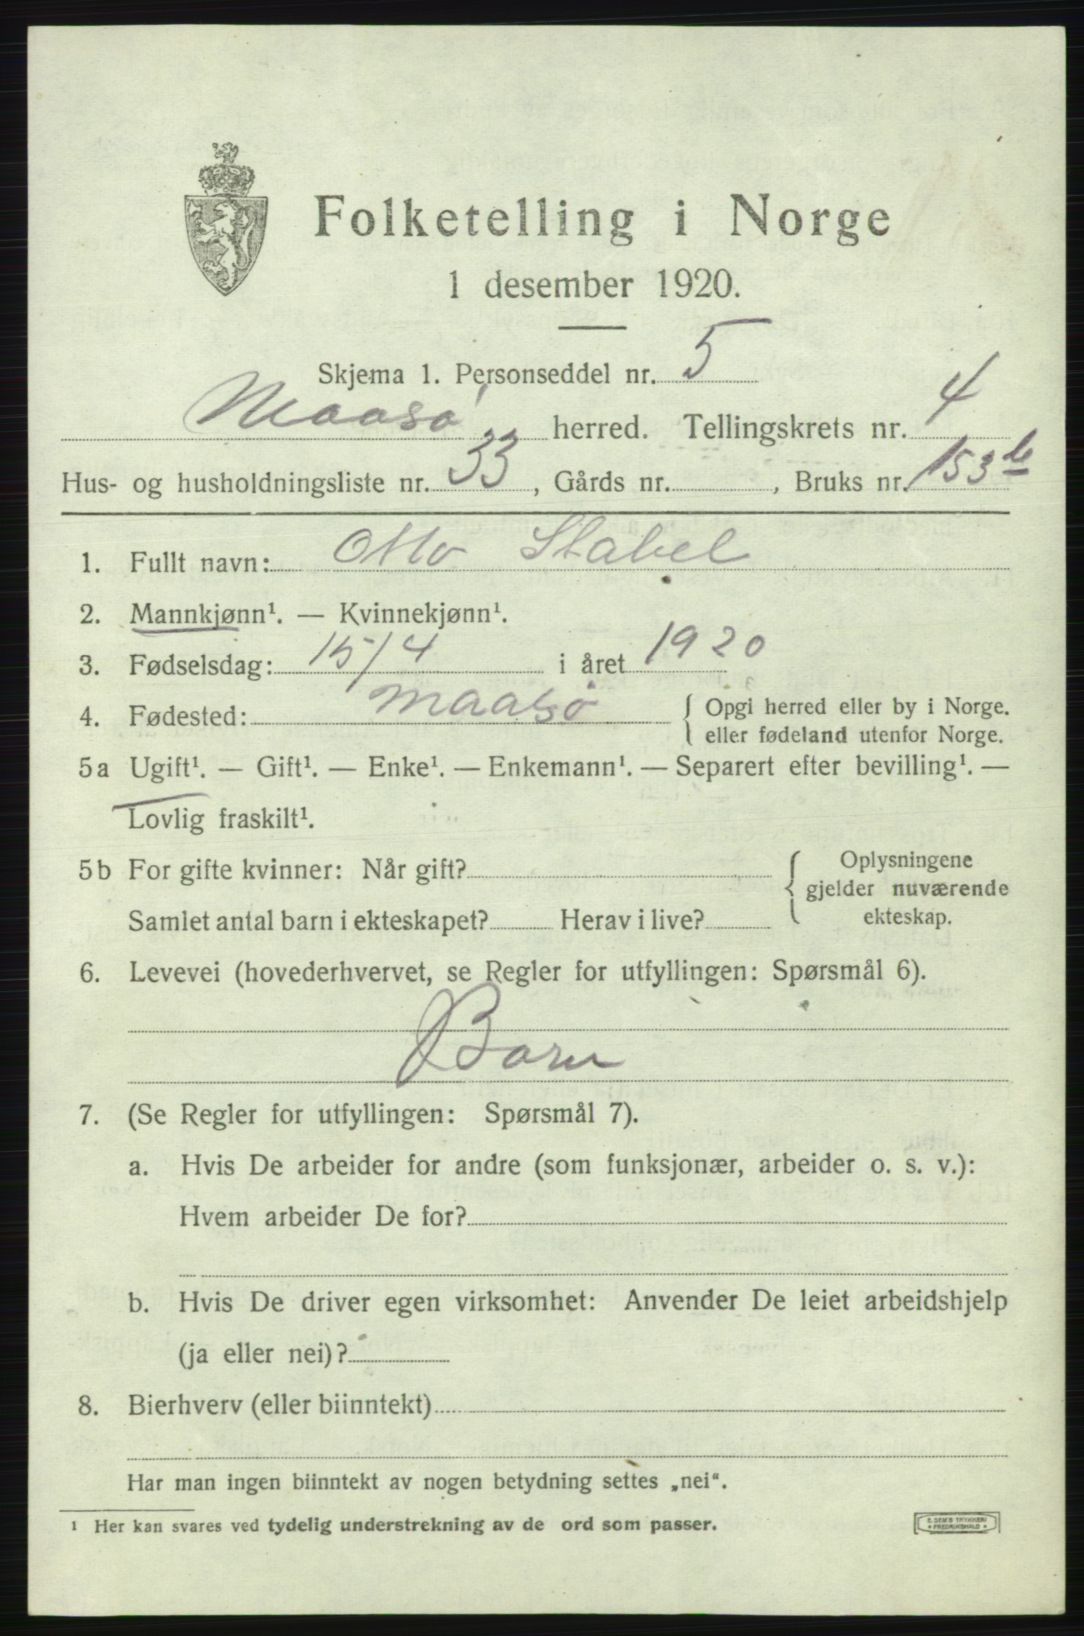 Folketelling i Norge
1 desember 1920.
Skjema 1. Personseddel nr. 5
Maasø herred. Tellingskrets nr. 4
Hus- og husholdningsliste nr. 33, Gårds nr. , Bruks nr. 153 b
1. Fullt navn: Otto Stabel
2. Mannkjønn¹. — Kvinnekjønn¹.
3. Fødselsdag: 15/4 i året 1920
4. Fødested: Maasø { Opgi herred eller by i Norge.
eller fødeland utenfor Norge.
5a Ugift¹. — Gift¹. — Enke¹. — Enkemann¹. — Separert efter bevilling¹. —
Lovlig fraskilt¹.
5b For gifte kvinner: Når gift? { Oplysningene
gjelder nuværende
Samlet antal barn i ekteskapet? Herav i live? ekteskap.
6. Levevei (hovederhvervet, se Regler for utfyllingen: Spørsmål 6).
Barn
7. (Se Regler for utfyllingen: Spørsmål 7).
a. Hvis De arbeider for andre (som funksjonær, arbeider o. s. v.):
Hvem arbeider De for?
b. Hvis De driver egen virksomhet: Anvender De leiet arbeidshjelp
(ja eller nei)?
8. Bierhverv (eller biinntekt)
Har man ingen biinntekt av nogen betydning settes „nei“.
¹ Her kan svares ved tydelig understrekning av de ord som passer.
E. SEM'S TRYKKERI
FREDRIKSHALD